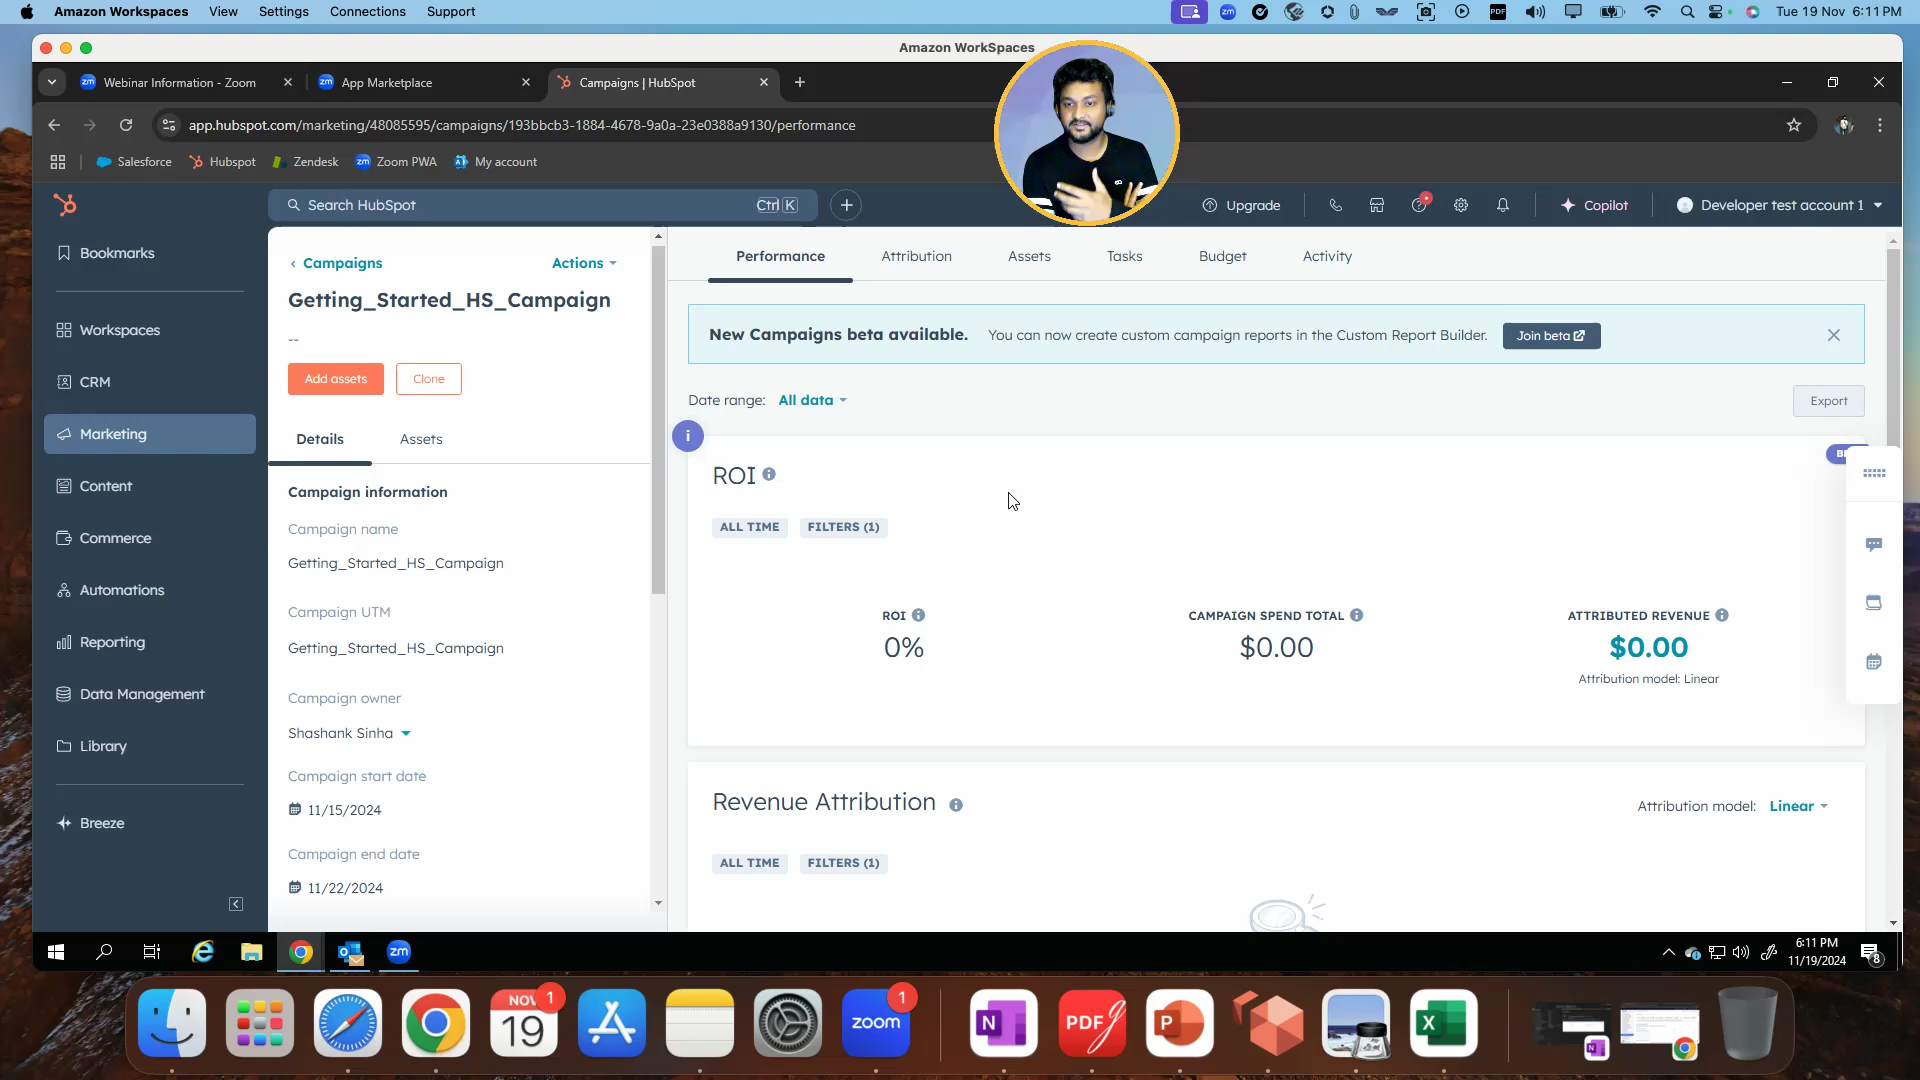 Amazon Workspaces View Settings Connections Support
Tue 19 Nov 6:11 PM
Amazon WorkSpaces
Webinar Information - Zoom
App Marketplace
Campaigns | HubSpot
app.hubspot.com/marketing/48085595/campaigns/193bbcb3-1884-4678-9a0a-23e0388a9130/performance
Salesforce Hubspot Zendesk Zoom PWA My account
Search HubSpot Ctrl K
Upgrade
Copilot
Developer test account 1
Bookmarks
Workspaces
CRM
Marketing
Content
Commerce
Automations
Reporting
Data Management
Library
Breeze
Campaigns Actions
Getting_Started_HS_Campaign
--
Add assets Clone
Details Assets
Campaign information
Campaign name
Getting_Started_HS_Campaign
Campaign UTM
Getting_Started_HS_Campaign
Campaign owner
Shashank Sinha
Campaign start date
11/15/2024
Campaign end date
11/22/2024
Performance Attribution Assets Tasks Budget Activity
New Campaigns beta available. You can now create custom campaign reports in the Custom Report Builder. Join beta
Date range: All data
Export
ROI
ALL TIME FILTERS (1)
ROI
0%
CAMPAIGN SPEND TOTAL
$0.00
ATTRIBUTED REVENUE
$0.00
Attribution model: Linear
Revenue Attribution
Attribution model: Linear
ALL TIME FILTERS (1)
6:11 PM
11/19/2024
8
NOV 1
19
zoom 1
N
PDF
P
X